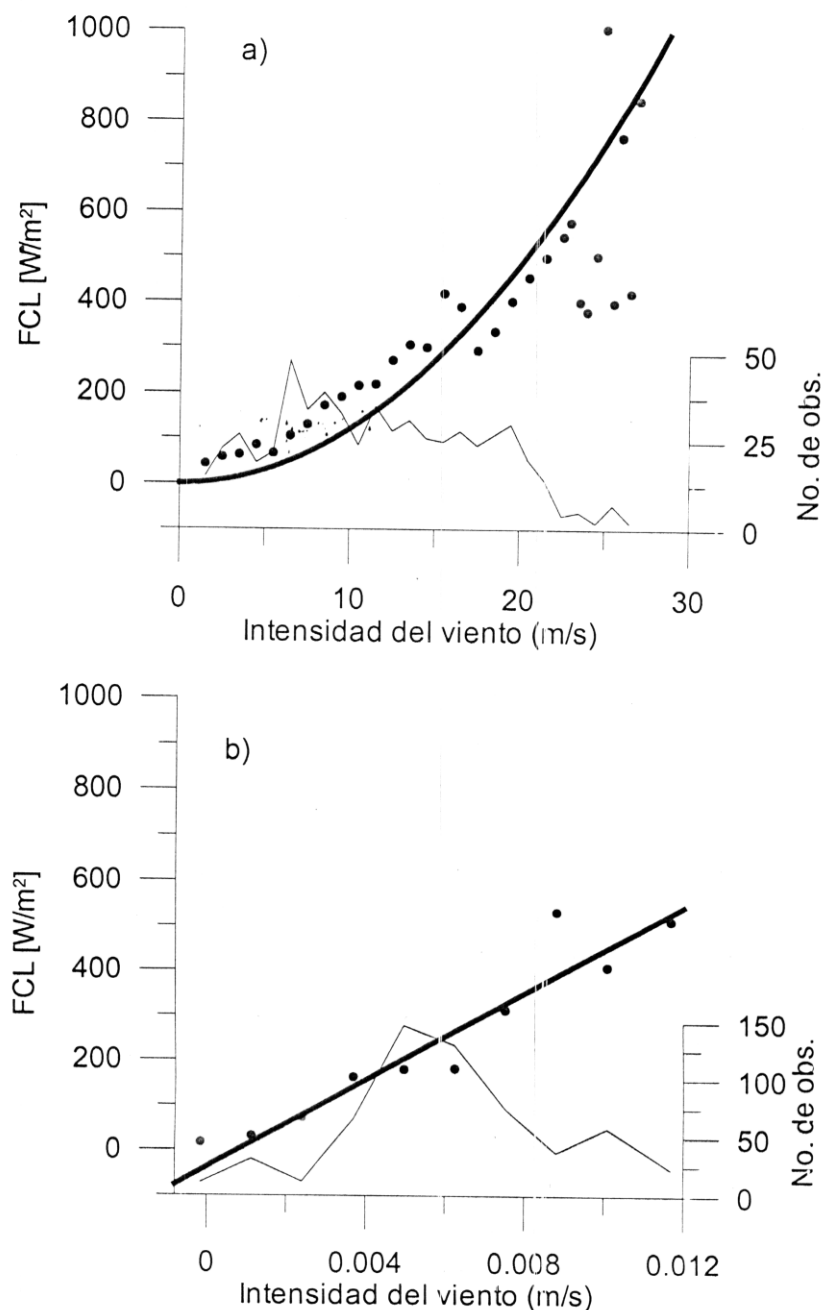 a)
1000
800
600
400
200
0
FCL [W/m²]
50
25
0
No. de obs.
0 10 20 30
Intensidad del viento (m/s)
b)
1000
800
600
400
200
0
FCL [W/m²]
150
100
50
0
No. de obs.
0 0.004 0.008 0.012
Intensidad del viento (m/s)